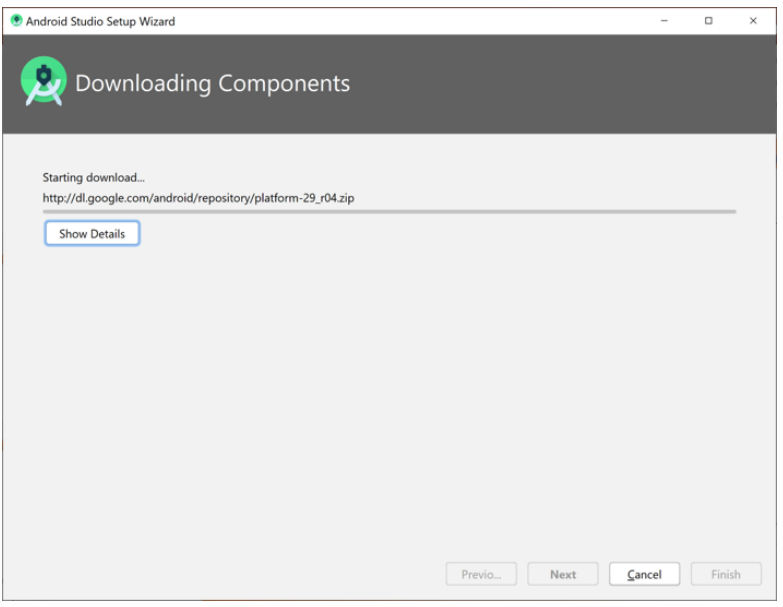 Android Studio Setup Wizard
Downloading Components
Starting download...
http://dl.google.com/android/repository/platform-29_r04.zip
Show Details
Previo... Next Cancel Finish